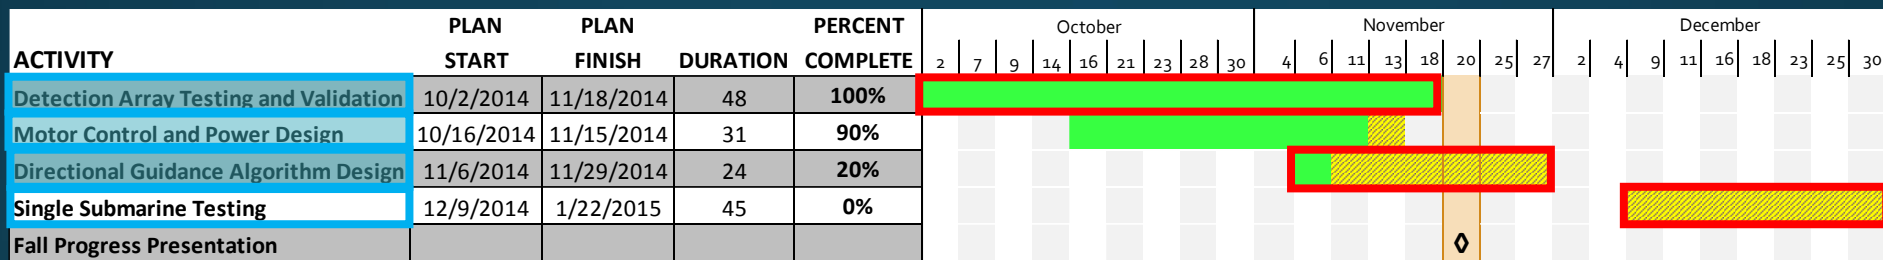 PLAN PLAN PERCENT October November December
ACTIVITY START FINISH DURATION COMPLETE 2 7 9 14 16 21 23 28 30 4 6 11 13 18 20 25 27 2 4 9 11 16 18 23 25 30
Detection Array Testing and Validation 10/2/2014 11/18/2014 48 100%
Motor Control and Power Design 10/16/2014 11/15/2014 31 90%
Directional Guidance Algorithm Design 11/6/2014 11/29/2014 24 20%
Single Submarine Testing 12/9/2014 1/22/2015 45 0%
Fall Progress Presentation ◊